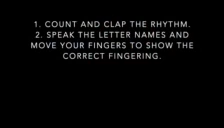 1. COUNT AND CLAP THE RHYTHM.
2. SPEAK THE LETTER NAMES AND
MOVE YOUR FINGERS TO SHOW THE
CORRECT FINGERING.